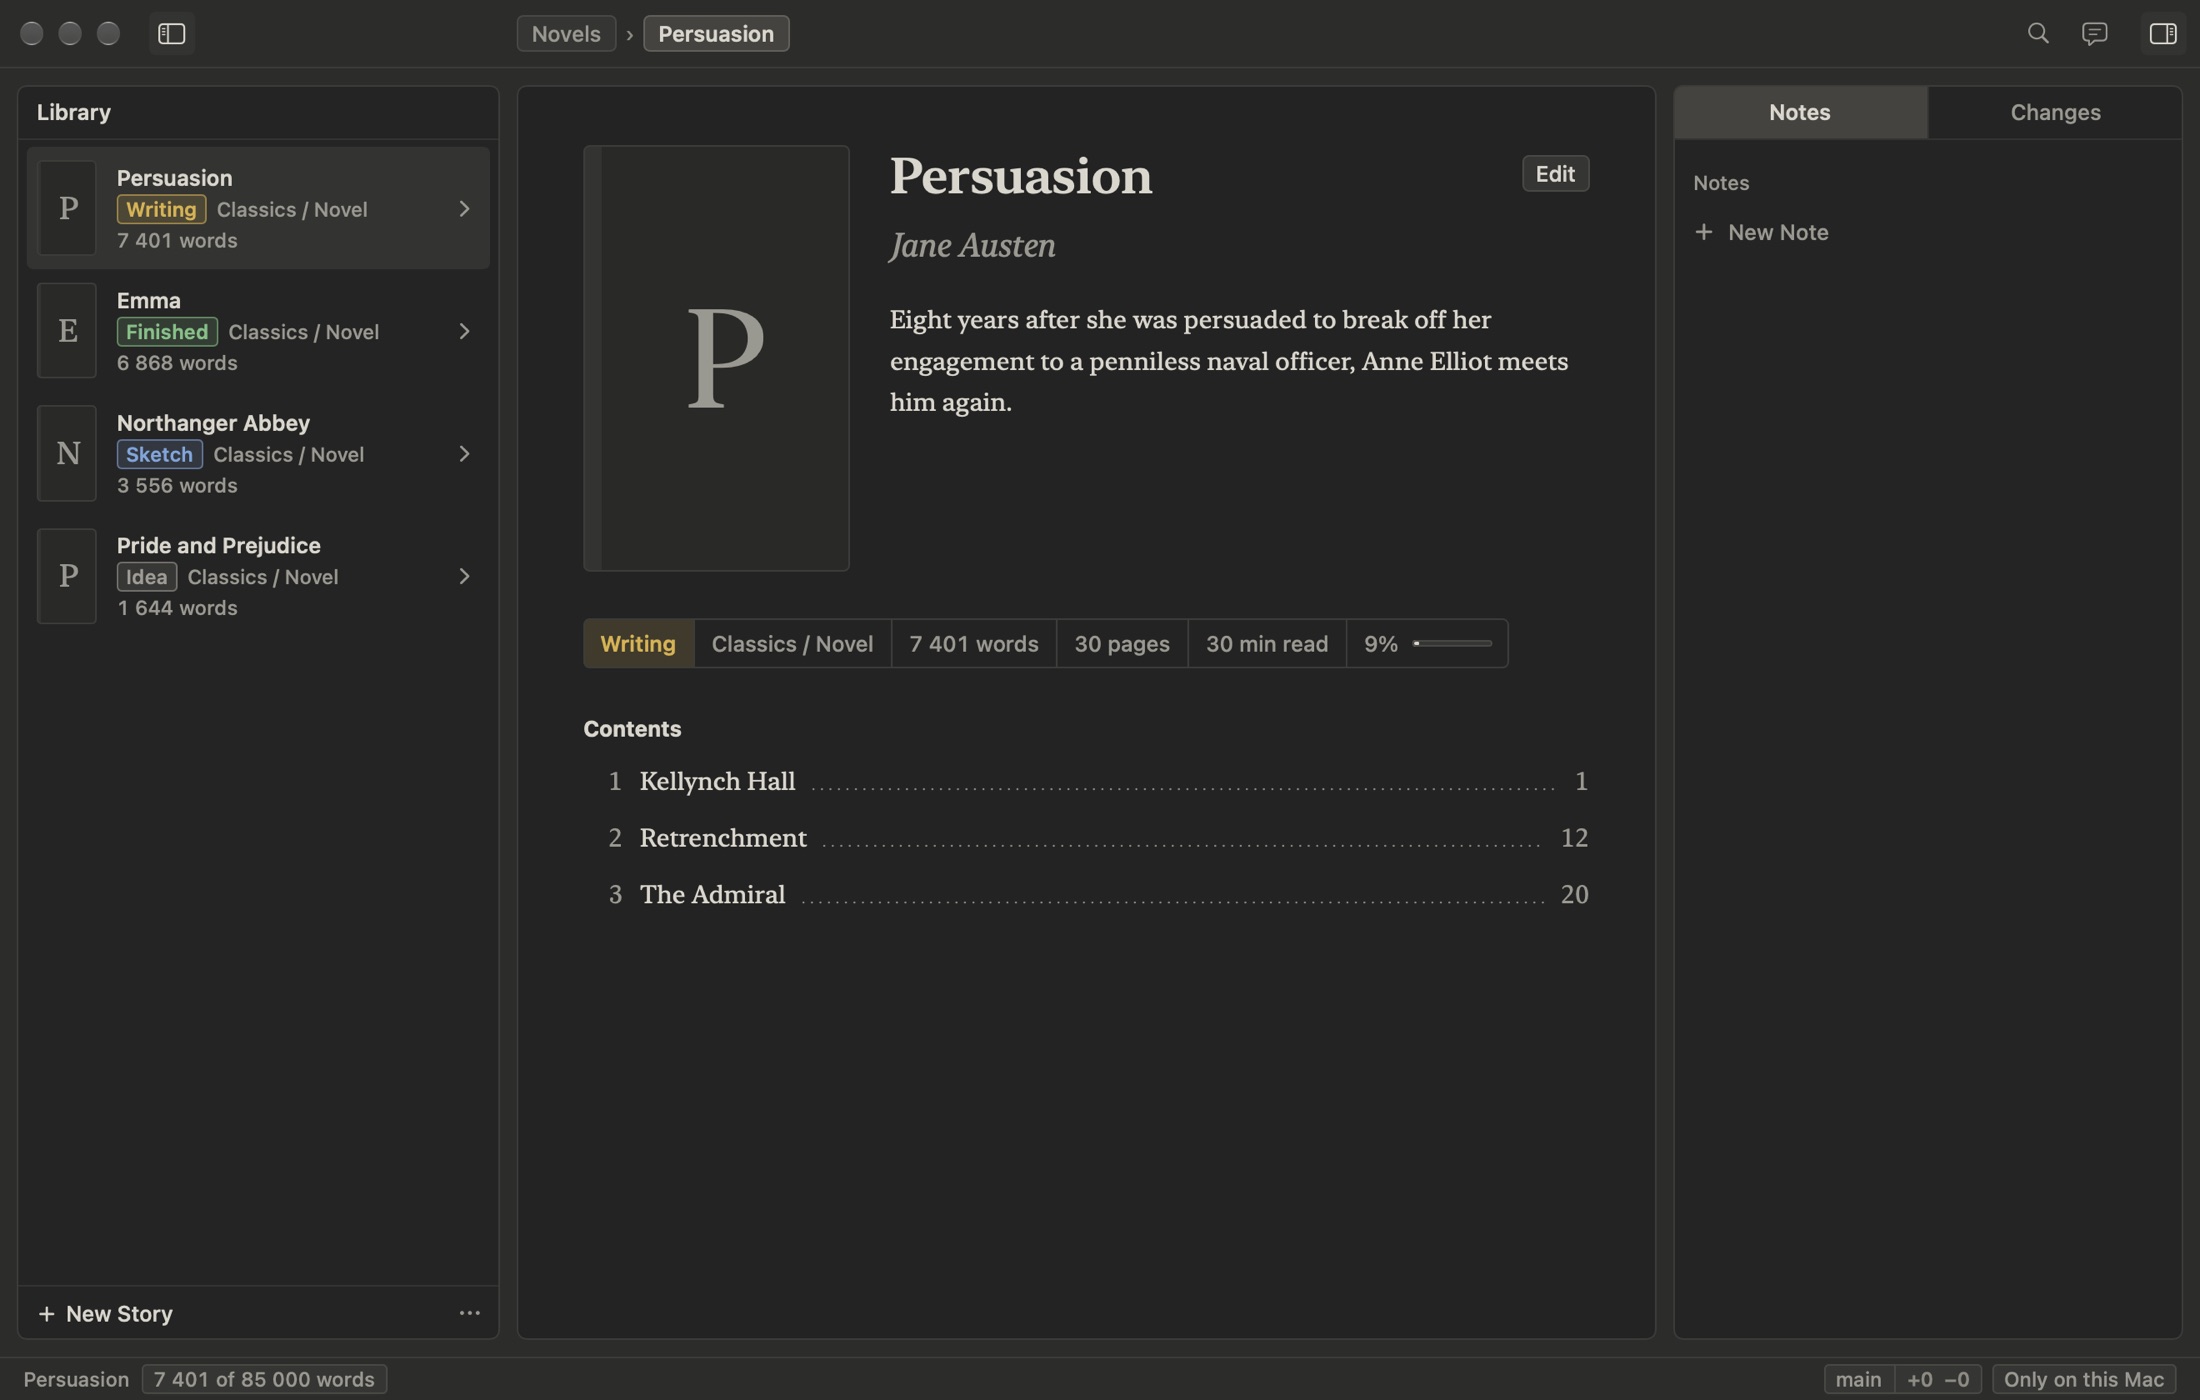 Novels › Persuasion
Library
P
Persuasion
Writing Classics / Novel
7 401 words
E
Emma
Finished Classics / Novel
6 868 words
N
Northanger Abbey
Sketch Classics / Novel
3 556 words
P
Pride and Prejudice
Idea Classics / Novel
1 644 words
+ New Story ...
P
Persuasion
Edit
Jane Austen
Eight years after she was persuaded to break off her
engagement to a penniless naval officer, Anne Elliot meets
him again.
Writing Classics / Novel 7 401 words 30 pages 30 min read 9%
Contents
1 Kellynch Hall 1
2 Retrenchment 12
3 The Admiral 20
Notes Changes
Notes
+ New Note
Persuasion 7 401 of 85 000 words
main +0 −0 Only on this Mac